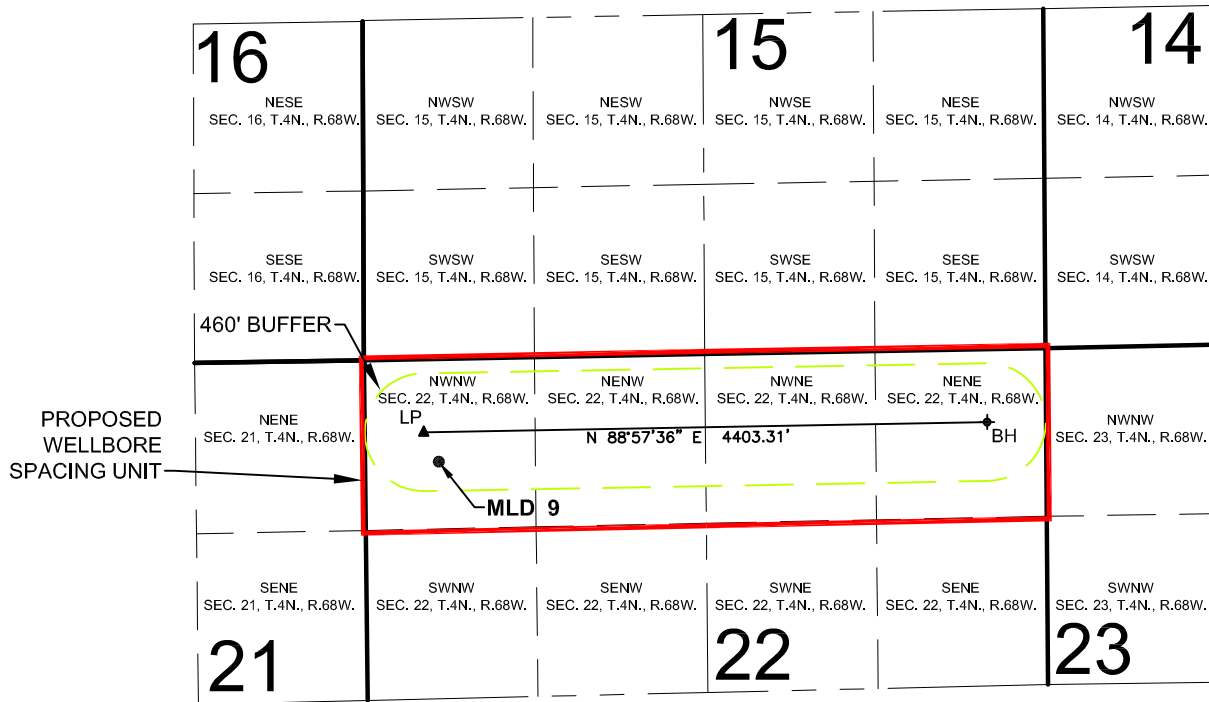 16
15
14
NESE
SEC. 16, T.4N., R.68W.
NWSW
SEC. 15, T.4N., R.68W.
NESW
SEC. 15, T.4N., R.68W.
NWSE
SEC. 15, T.4N., R.68W.
NESE
SEC. 15, T.4N., R.68W.
NWSW
SEC. 14, T.4N., R.68W.
SESE
SEC. 16, T.4N., R.68W.
SWSW
SEC. 15, T.4N., R.68W.
SESW
SEC. 15, T.4N., R.68W.
SWSE
SEC. 15, T.4N., R.68W.
SESE
SEC. 15, T.4N., R.68W.
SWSW
SEC. 14, T.4N., R.68W.
460' BUFFER
PROPOSED
WELLBORE
SPACING UNIT
NENE
SEC. 21, T.4N., R.68W.
NWNW
SEC. 22, T.4N., R.68W.
NENW
SEC. 22, T.4N., R.68W.
NWNE
SEC. 22, T.4N., R.68W.
NENE
SEC. 22, T.4N., R.68W.
NWNW
SEC. 23, T.4N., R.68W.
LP
N 88°57'36" E 4403.31'
BH
MLD 9
SENE
SEC. 21, T.4N., R.68W.
SWNW
SEC. 22, T.4N., R.68W.
SENW
SEC. 22, T.4N., R.68W.
SWNE
SEC. 22, T.4N., R.68W.
SENE
SEC. 22, T.4N., R.68W.
SWNW
SEC. 23, T.4N., R.68W.
21
22
23